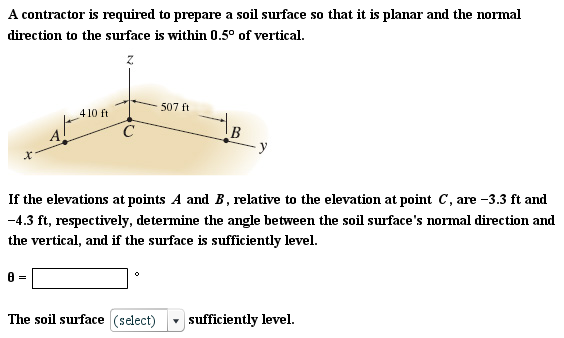 A contractor is required to prepare a soil surface so that it is planar and the normal
direction to the surface is within 0.5° of vertical.
z
410 ft
507 ft
A
C
B
x
y
If the elevations at points A and B, relative to the elevation at point C, are −3.3 ft and
−4.3 ft, respectively, determine the angle between the soil surface's normal direction and
the vertical, and if the surface is sufficiently level.
θ = °
The soil surface (select) sufficiently level.